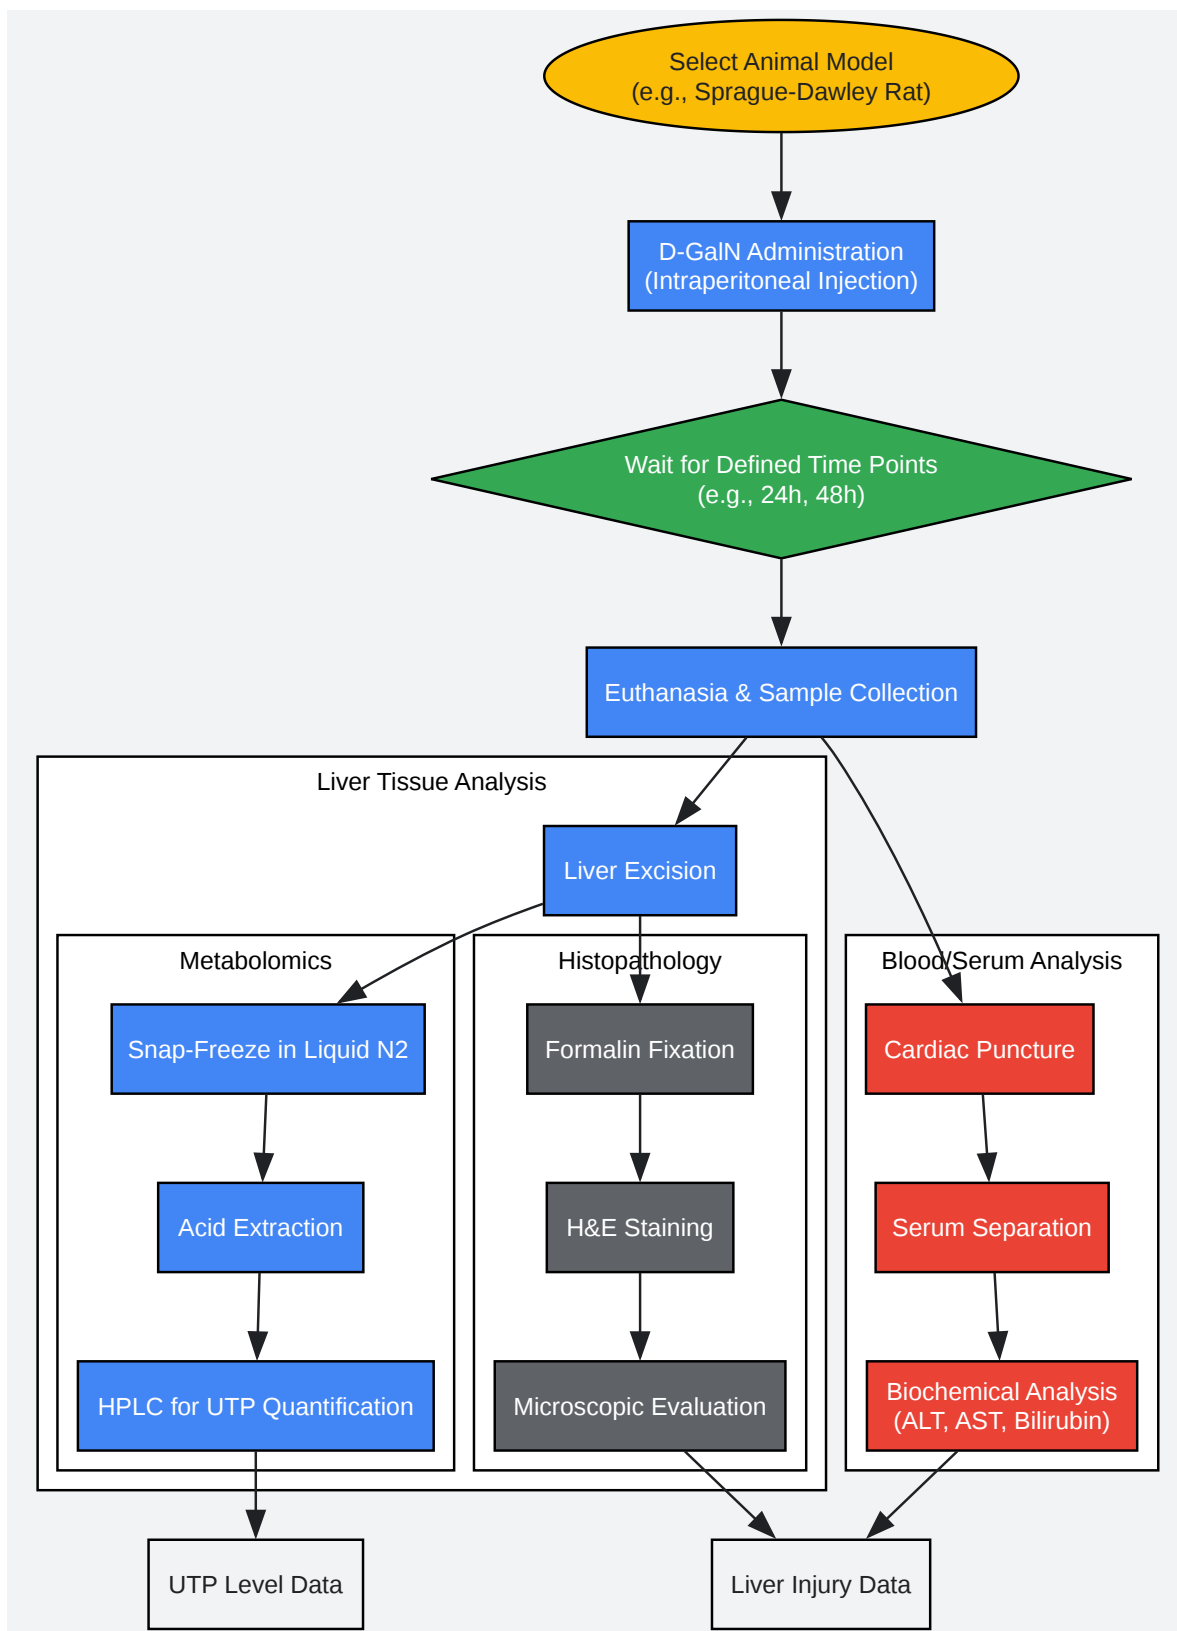 Select Animal Model
(e.g., Sprague-Dawley Rat)
D-GalN Administration
(Intraperitoneal Injection)
Wait for Defined Time Points
(e.g., 24h, 48h)
Euthanasia & Sample Collection
Liver Tissue Analysis
Liver Excision
Metabolomics
Snap-Freeze in Liquid N2
Acid Extraction
HPLC for UTP Quantification
Histopathology
Formalin Fixation
H&E Staining
Microscopic Evaluation
Blood/Serum Analysis
Cardiac Puncture
Serum Separation
Biochemical Analysis
(ALT, AST, Bilirubin)
UTP Level Data
Liver Injury Data